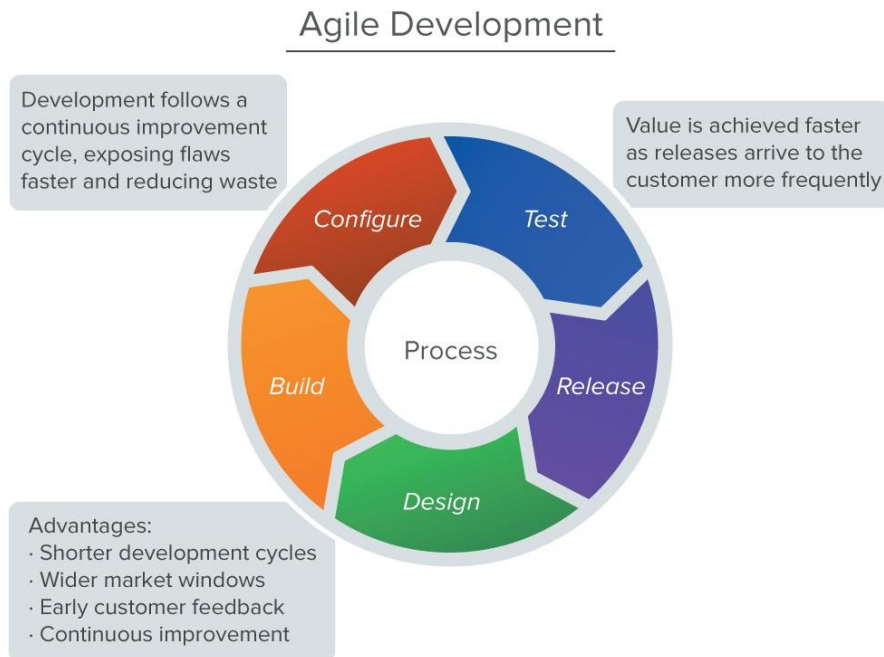 Agile Development
Development follows a
continuous improvement
cycle, exposing flaws
faster and reducing waste
Value is achieved faster
as releases arrive to the
customer more frequently
Configure
Test
Process
Build
Release
Design
Advantages:
· Shorter development cycles
· Wider market windows
· Early customer feedback
· Continuous improvement